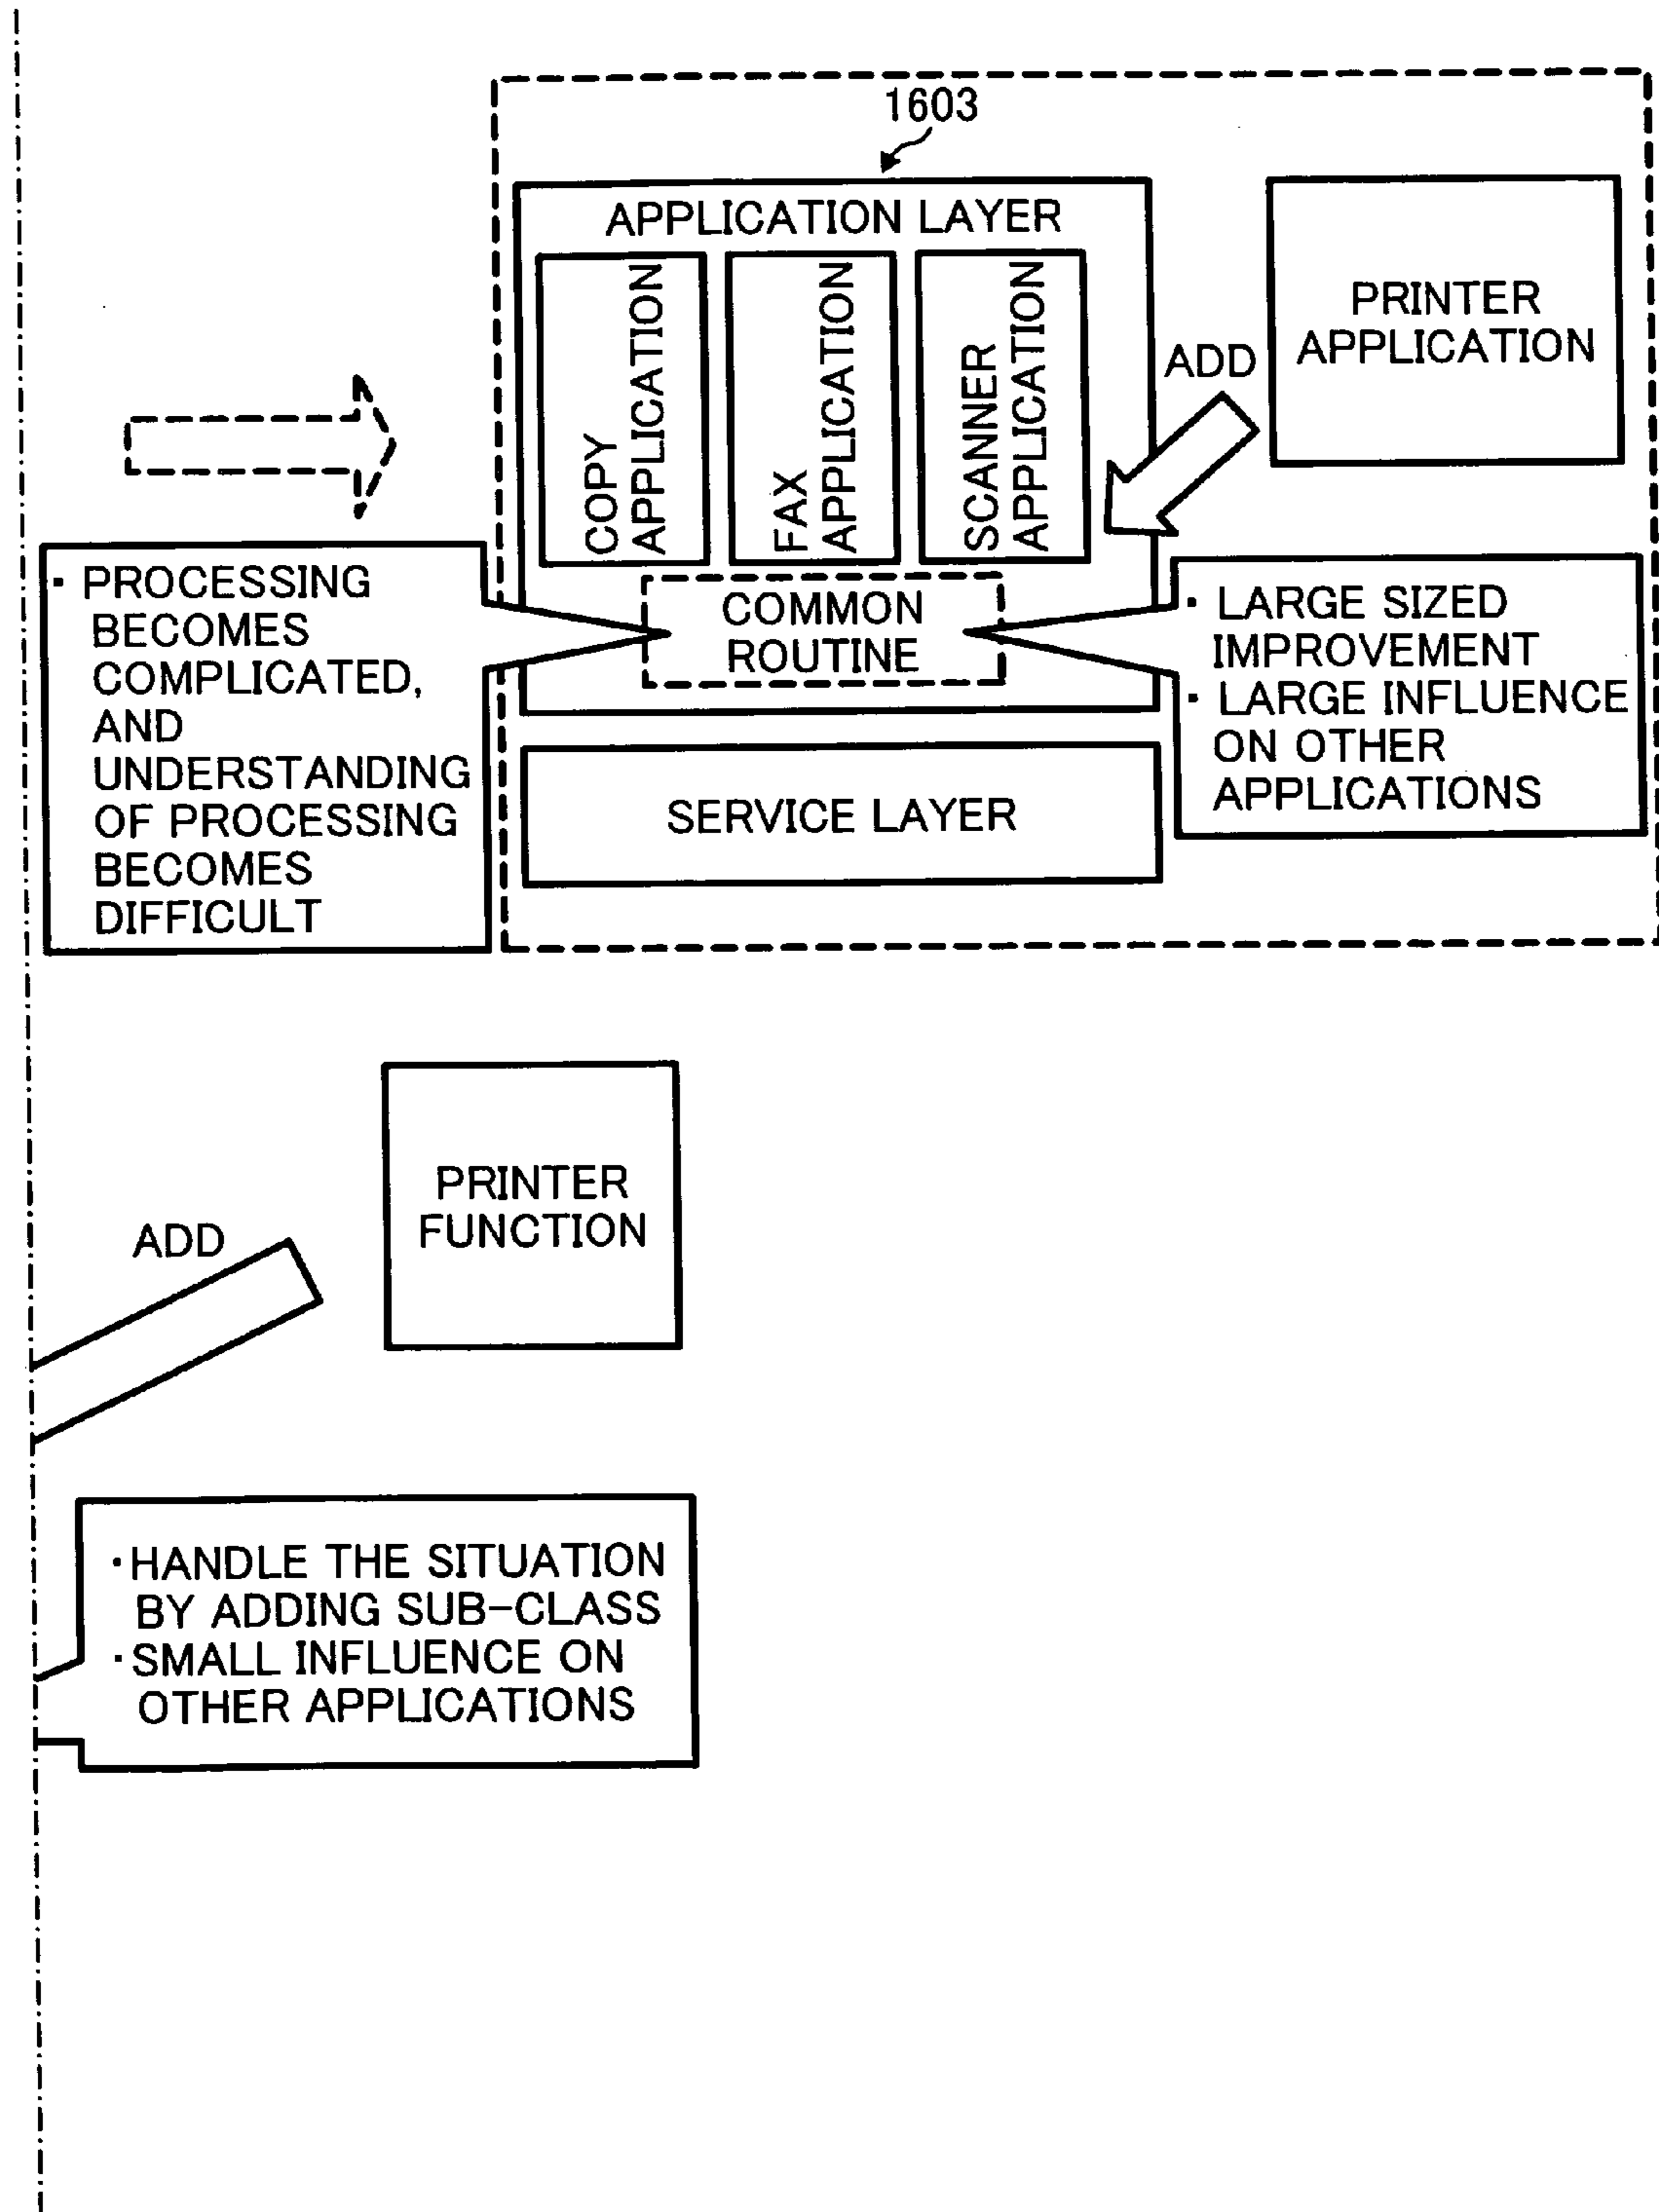 1603
APPLICATION LAYER
COPY
APPLICATION
FAX
APPLICATION
SCANNER
APPLICATION
ADD
PRINTER
APPLICATION
COMMON
ROUTINE
· PROCESSING
BECOMES
COMPLICATED,
AND
UNDERSTANDING
OF PROCESSING
BECOMES
DIFFICULT
· LARGE SIZED
IMPROVEMENT
· LARGE INFLUENCE
ON OTHER
APPLICATIONS
SERVICE LAYER
ADD
PRINTER
FUNCTION
·HANDLE THE SITUATION
BY ADDING SUB-CLASS
·SMALL INFLUENCE ON
OTHER APPLICATIONS